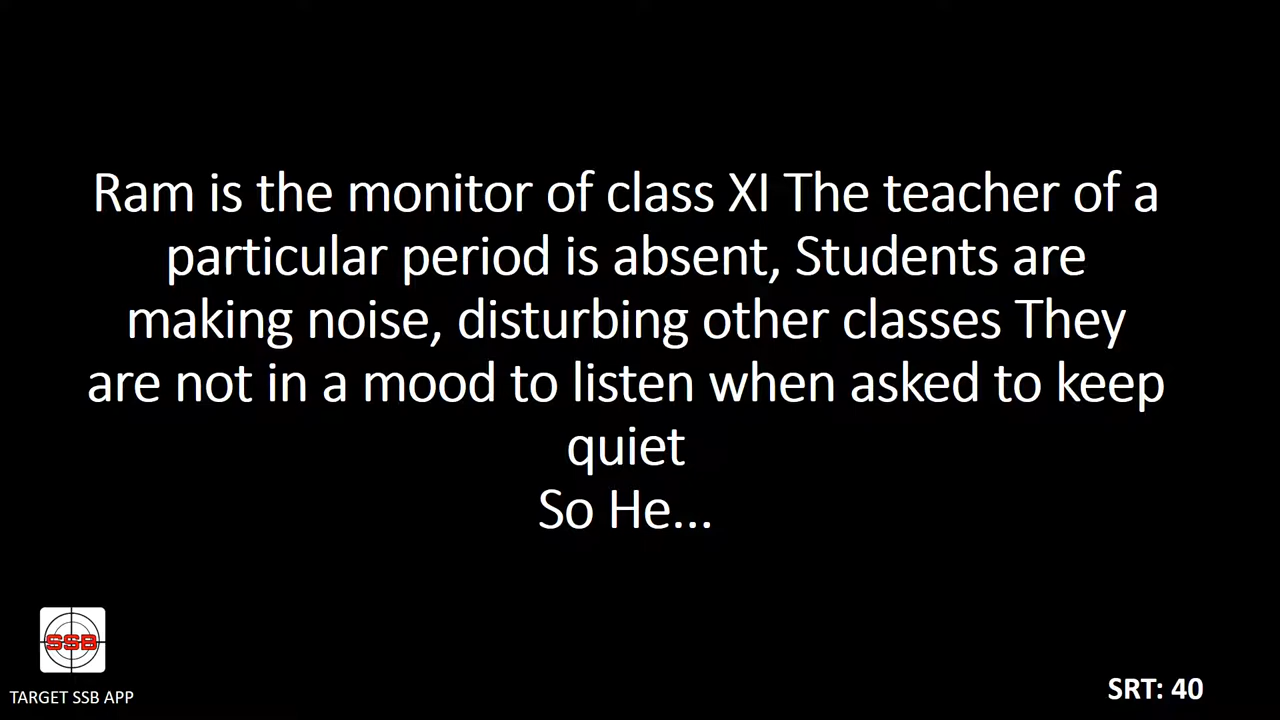 Ram is the monitor of class XI The teacher of a
particular period is absent, Students are
making noise, disturbing other classes They
are not in a mood to listen when asked to keep
quiet
So He...
SSB
TARGET SSB APP
SRT: 40